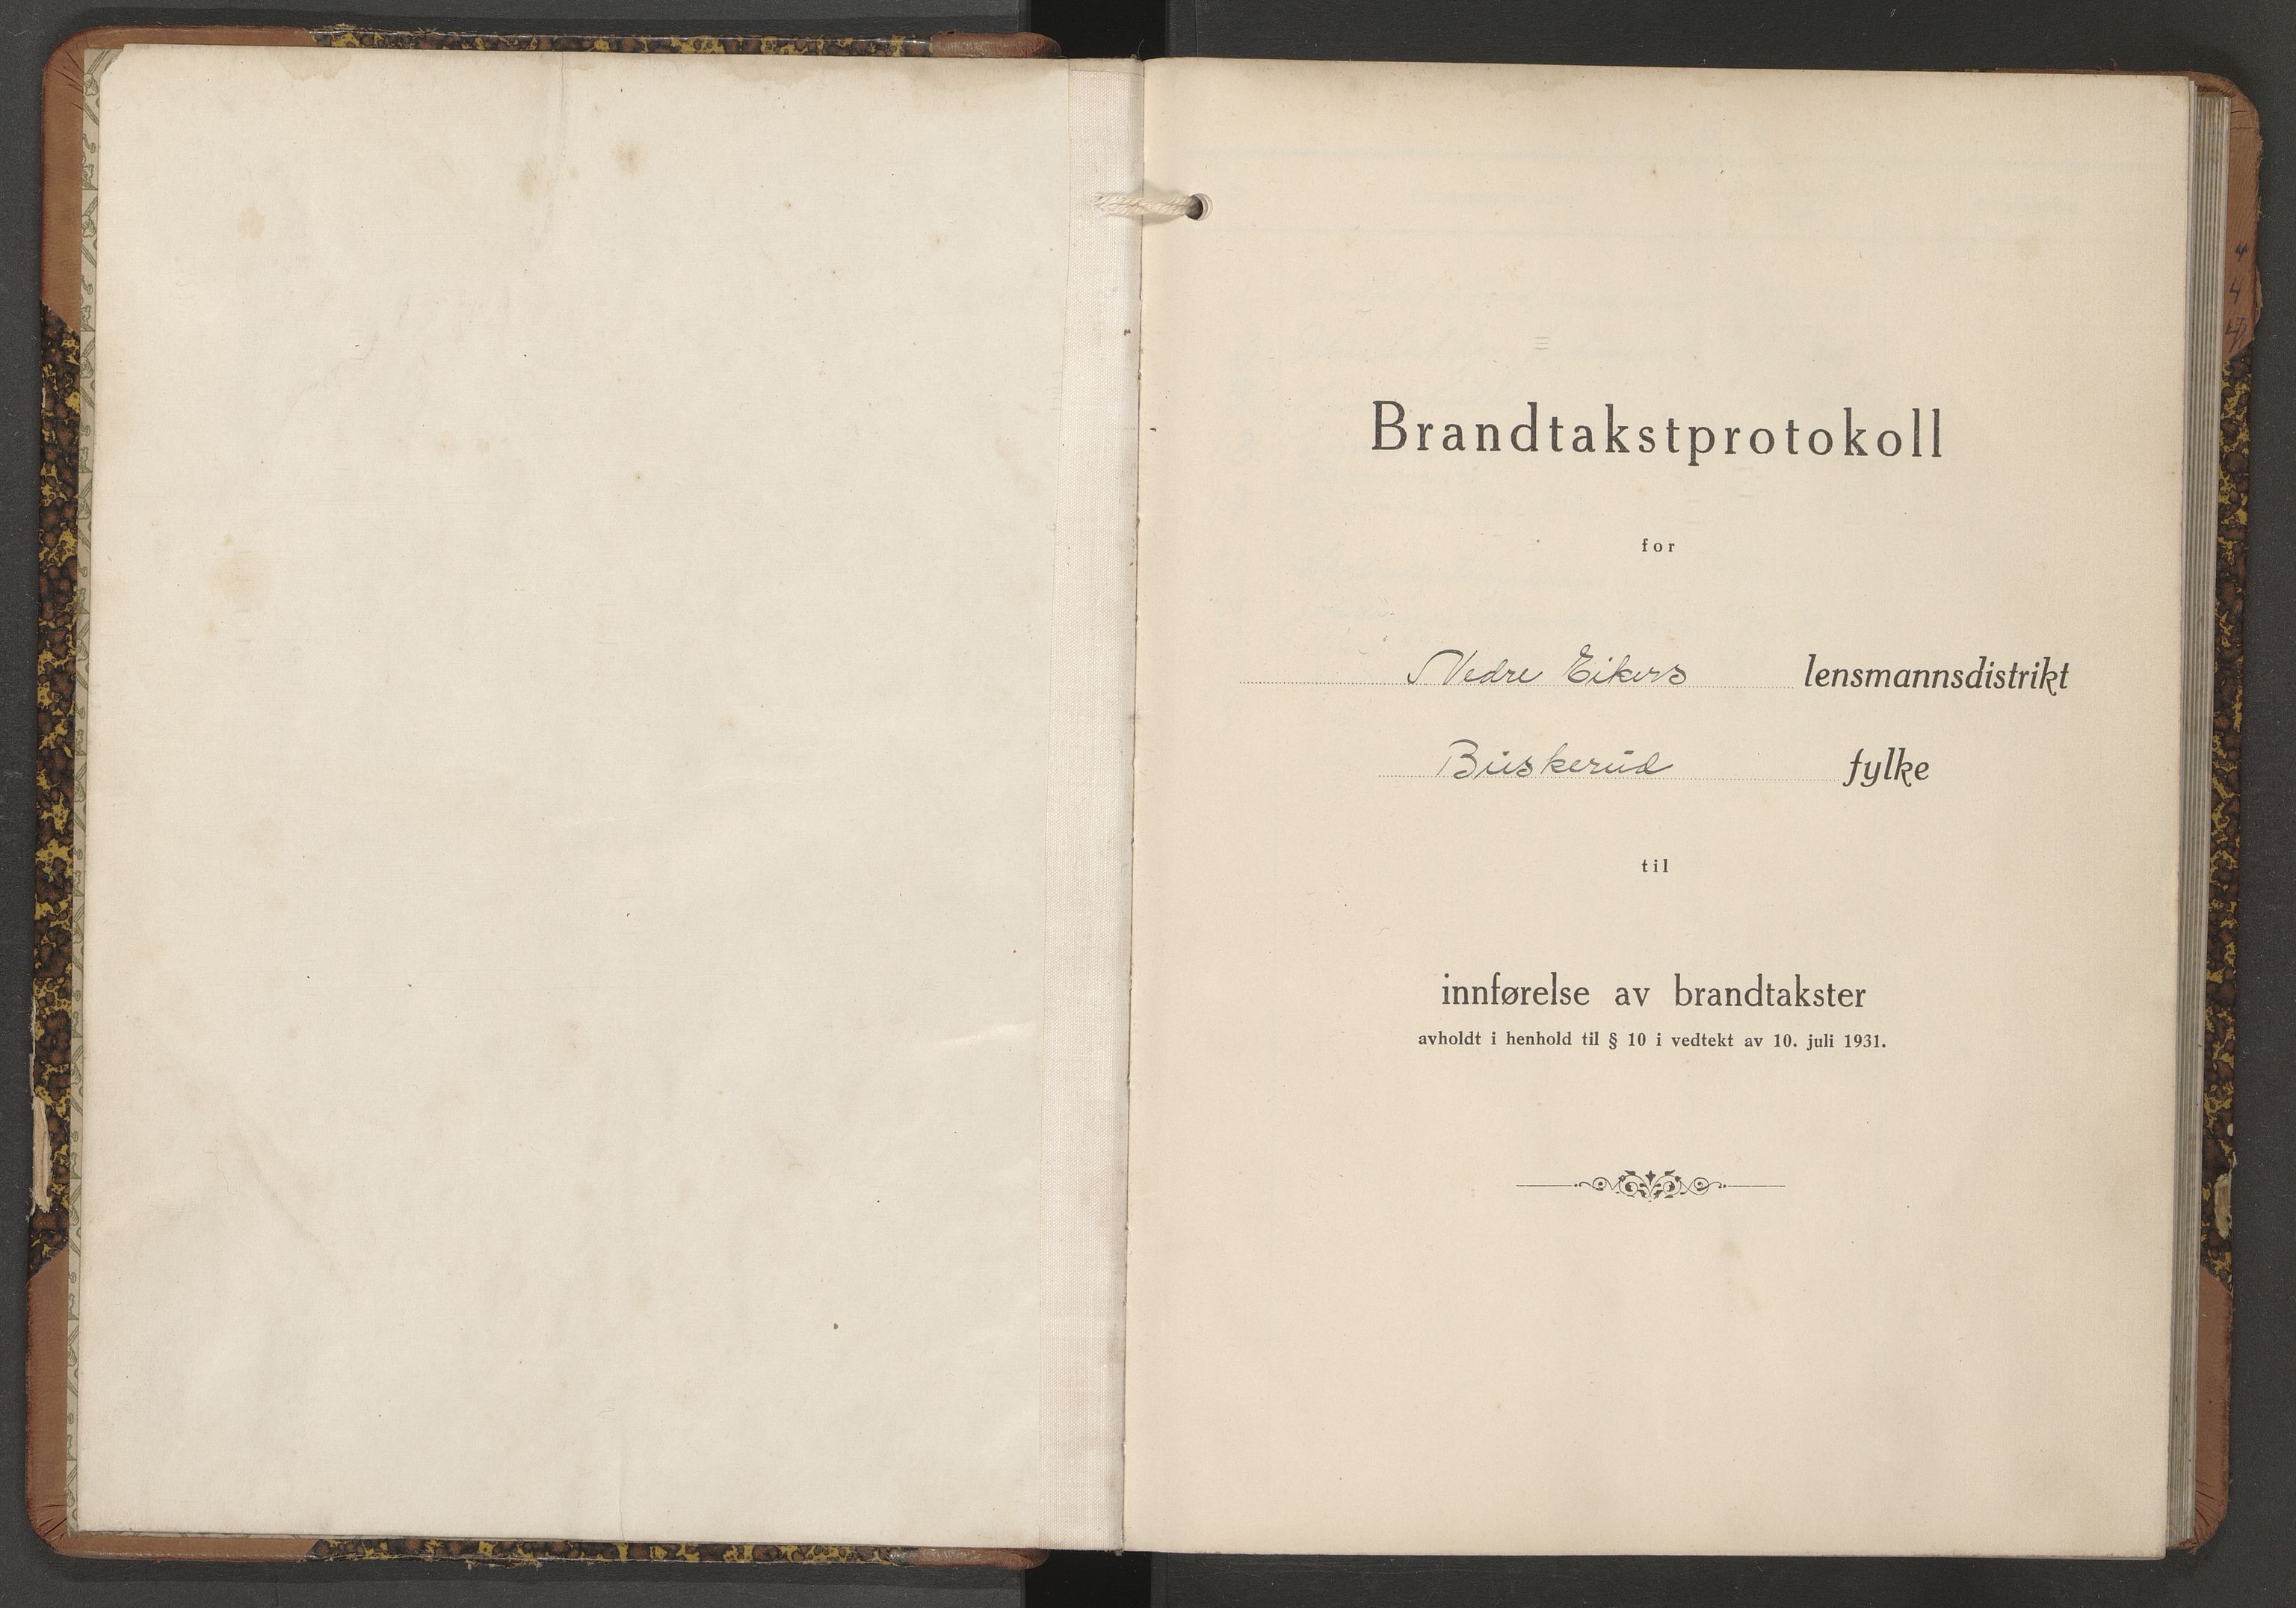 Brandtakstprotokoll
for
Nedre Eikers lensmannsdistrikt
Buskerud fylke
til
innførelse av brandtakster
avholdt i henhold til § 10 i vedtekt av 10. juli 1931.